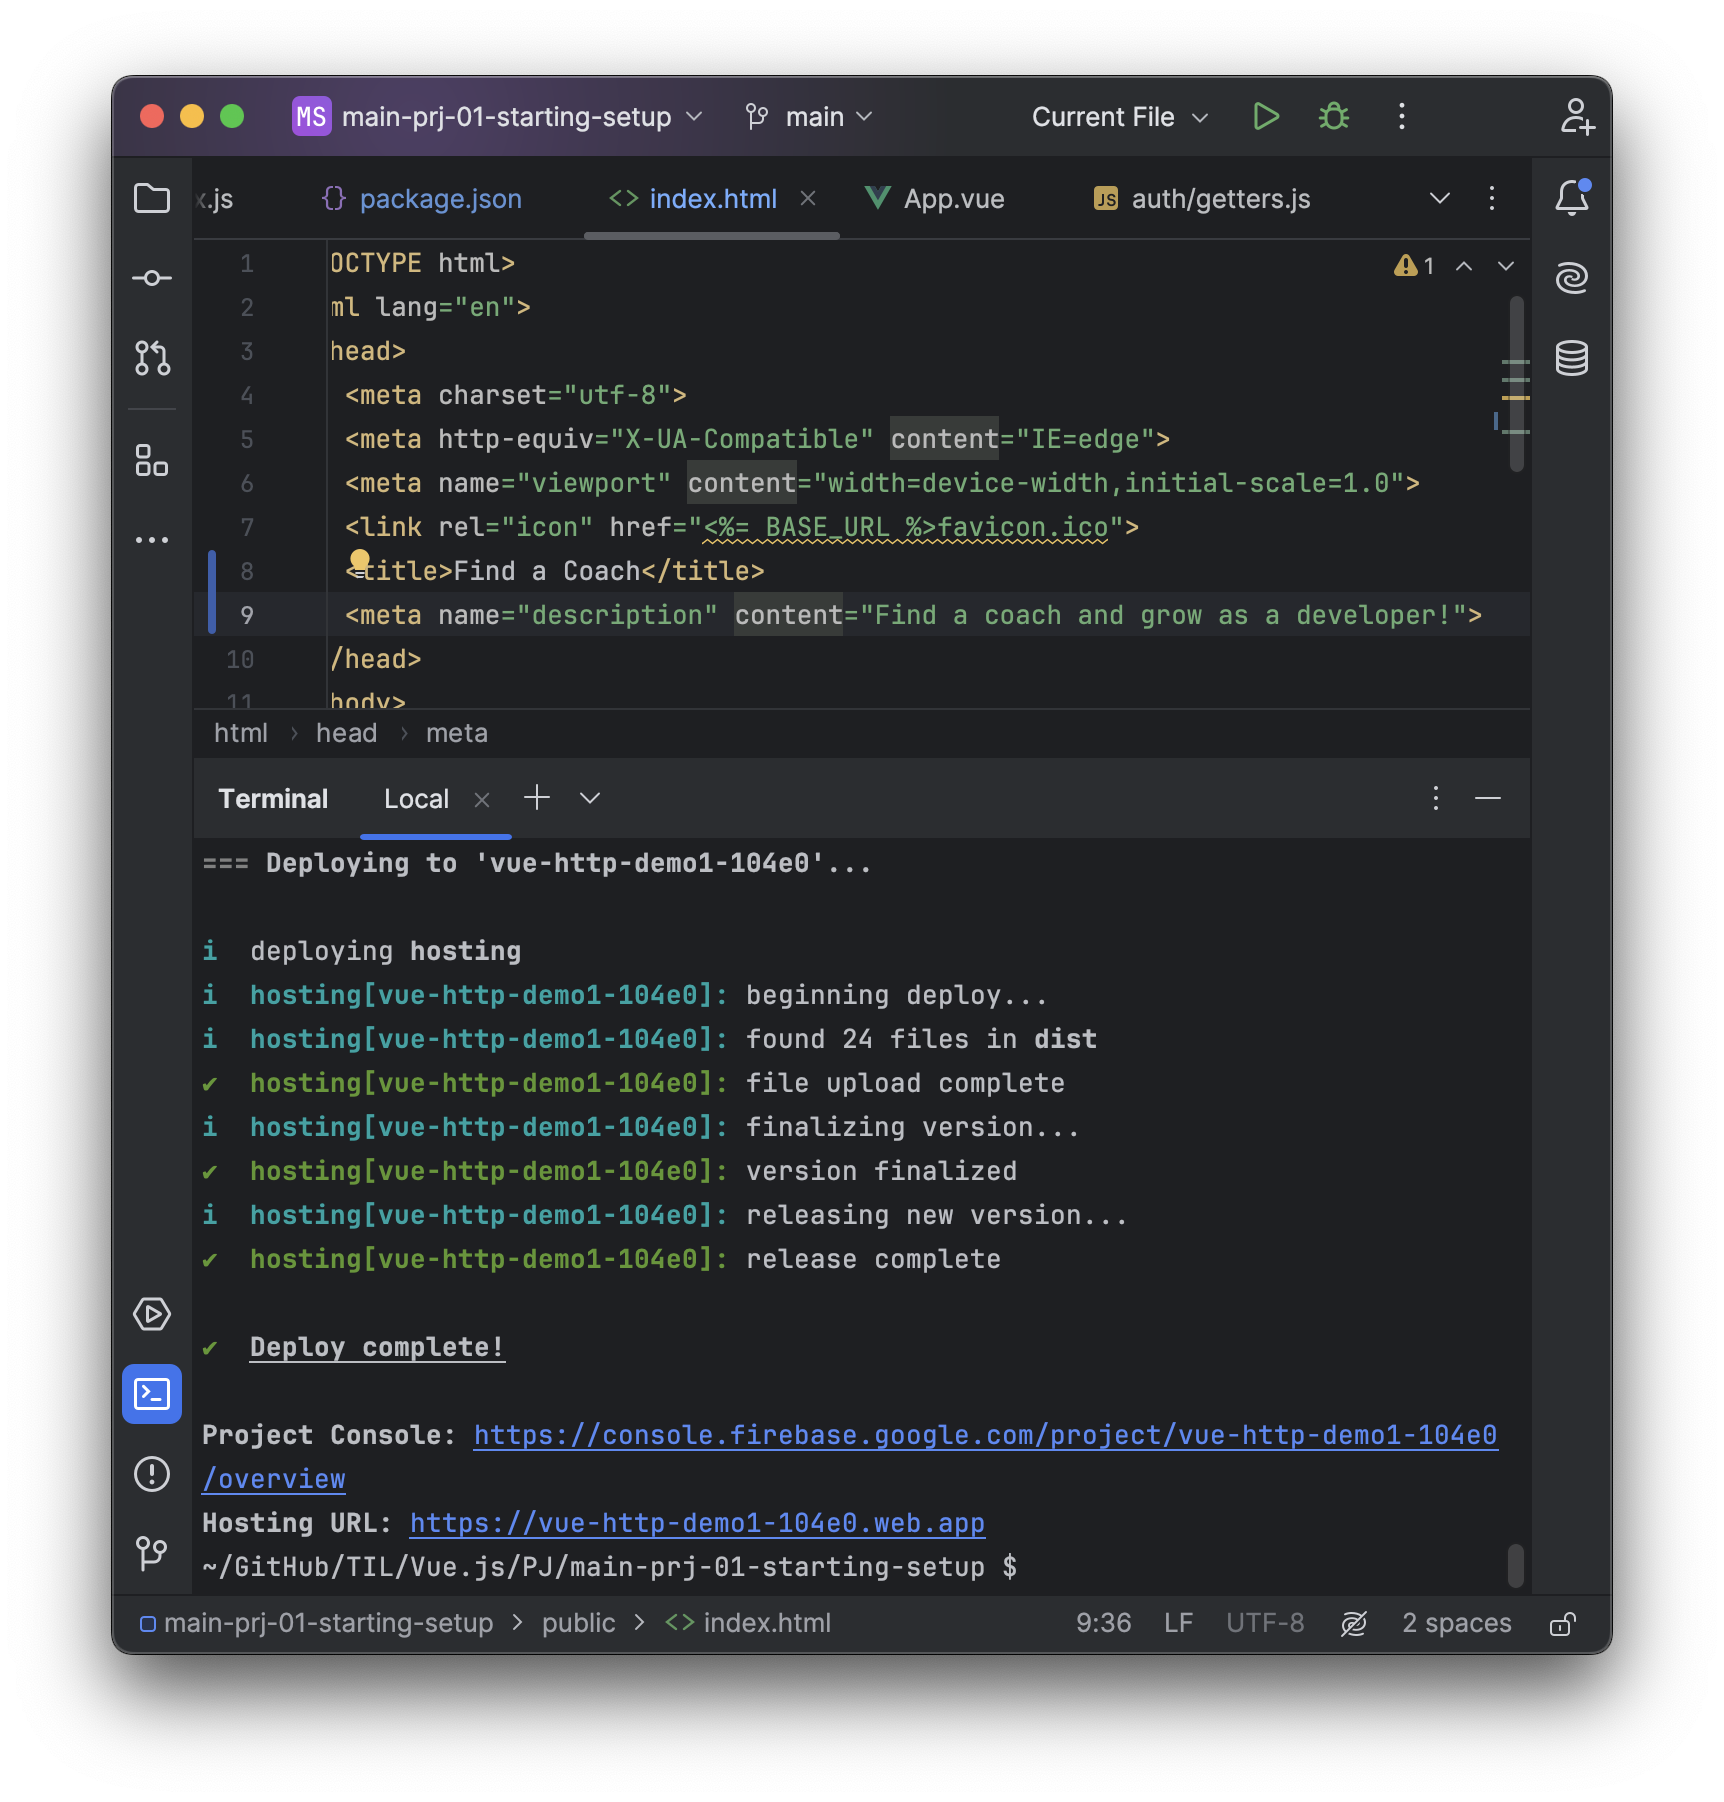 MS main-prj-01-starting-setup main Current File
x.js package.json index.html App.vue JS auth/getters.js
1 OCTYPE html> 1
2 ml lang="en">
3 head>
4 <meta charset="utf-8">
5 <meta http-equiv="X-UA-Compatible" content="IE=edge">
6 <meta name="viewport" content="width=device-width,initial-scale=1.0">
7 <link rel="icon" href="<%= BASE_URL %>favicon.ico">
8 <title>Find a Coach</title>
9 <meta name="description" content="Find a coach and grow as a developer!">
10 /head>
11 body>
html › head › meta
Terminal Local
=== Deploying to 'vue-http-demo1-104e0'...
i deploying hosting
i hosting[vue-http-demo1-104e0]: beginning deploy...
i hosting[vue-http-demo1-104e0]: found 24 files in dist
✔ hosting[vue-http-demo1-104e0]: file upload complete
i hosting[vue-http-demo1-104e0]: finalizing version...
✔ hosting[vue-http-demo1-104e0]: version finalized
i hosting[vue-http-demo1-104e0]: releasing new version...
✔ hosting[vue-http-demo1-104e0]: release complete
✔ Deploy complete!
Project Console: https://console.firebase.google.com/project/vue-http-demo1-104e0
/overview
Hosting URL: https://vue-http-demo1-104e0.web.app
~/GitHub/TIL/Vue.js/PJ/main-prj-01-starting-setup $
main-prj-01-starting-setup > public > <> index.html 9:36 LF UTF-8 2 spaces